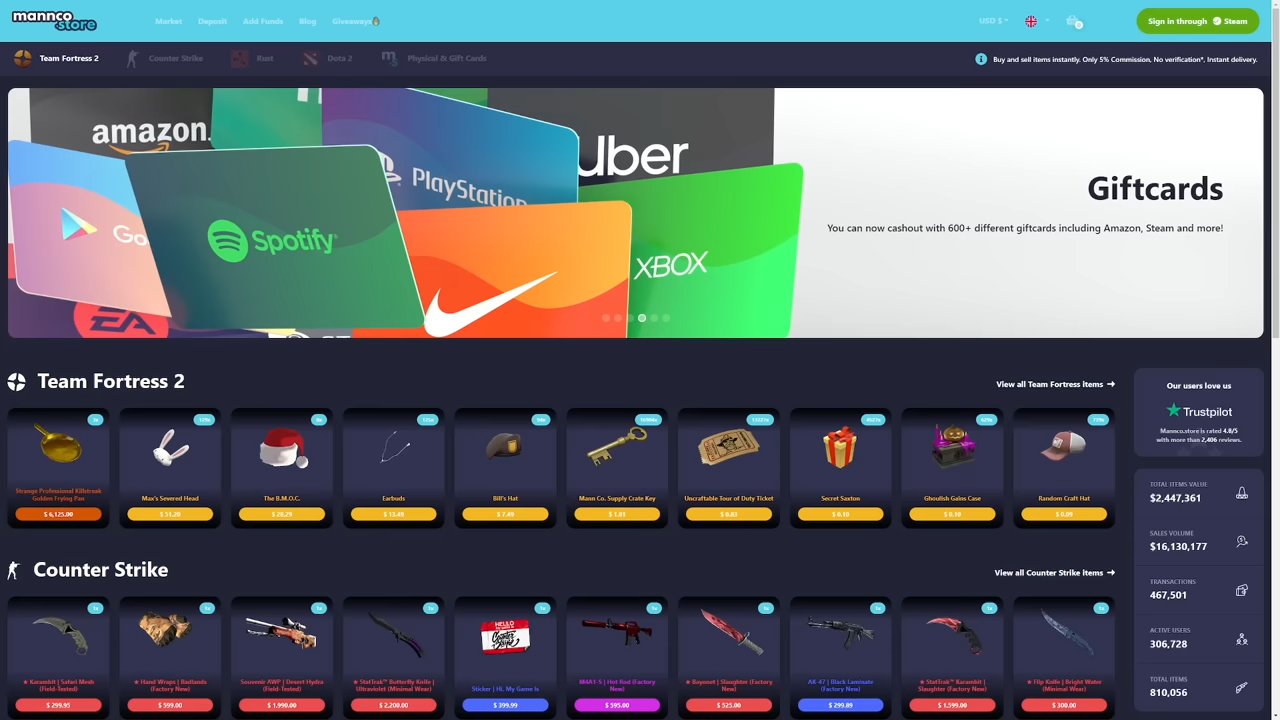 mannco
.store
Market
Deposit
Add Funds
Blog
Giveaways
USD $
0
Sign in through
Steam
Team Fortress 2
Counter Strike
Rust
Dota 2
Physical & Gift Cards
Buy and sell items instantly. Only 5% Commission, No verification*, Instant delivery.
amazon.
PlayStation
uber
Go
Spotify
XBOX
EA
Giftcards
You can now cashout with 600+ different giftcards including Amazon, Steam and more!
Team Fortress 2
View all Team Fortress items →
Strange Professional Killstreak
Golden Frying Pan
$ 6,125.00
Max's Severed Head
$ 51.20
The B.M.O.C.
$ 28.29
Earbuds
$ 13.49
Bill's Hat
$ 7.49
Mann Co. Supply Crate Key
$ 1.81
Uncraftable Tour of Duty Ticket
$ 0.83
Secret Saxton
$ 0.10
Ghoulish Gains Case
$ 0.10
Random Craft Hat
$ 0.09
Our users love us
Trustpilot
Mannco.store is rated 4.8/5
with more than 2,406 reviews.
TOTAL ITEMS VALUE
$2,447,361
SALES VOLUME
$16,130,177
TRANSACTIONS
467,501
ACTIVE USERS
306,728
TOTAL ITEMS
810,056
Counter Strike
View all Counter Strike items →
HELLO
★ Karambit | Safari Mesh
(Field-Tested)
$ 299.95
★ Hand Wraps | Badlands
(Factory New)
$ 599.00
Souvenir AWP | Desert Hydra
(Field-Tested)
$ 1,990.00
★ StatTrak™ Butterfly Knife |
Ultraviolet (Minimal Wear)
$ 2,200.00
Sticker | Hi, My Game Is
$ 399.99
M4A1-S | Hot Rod (Factory
New)
$ 595.00
★ Bayonet | Slaughter (Factory
New)
$ 525.00
AK-47 | Black Laminate
(Factory New)
$ 299.89
★ StatTrak™ Karambit |
Slaughter (Factory New)
$ 1,599.00
★ Flip Knife | Bright Water
(Minimal Wear)
$ 300.00